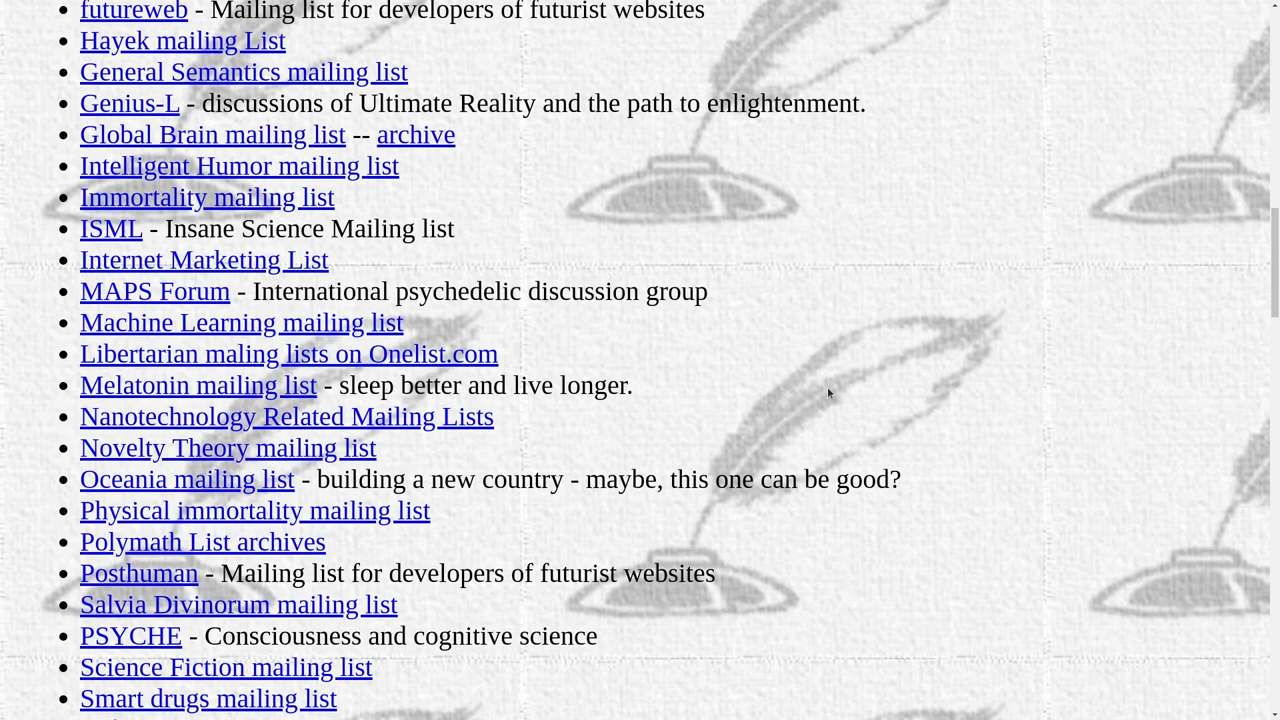 futureweb - Mailing list for developers of futurist websites
Hayek mailing List
General Semantics mailing list
Genius-L - discussions of Ultimate Reality and the path to enlightenment.
Global Brain mailing list -- archive
Intelligent Humor mailing list
Immortality mailing list
ISML - Insane Science Mailing list
Internet Marketing List
MAPS Forum - International psychedelic discussion group
Machine Learning mailing list
Libertarian maling lists on Onelist.com
Melatonin mailing list - sleep better and live longer.
Nanotechnology Related Mailing Lists
Novelty Theory mailing list
Oceania mailing list - building a new country - maybe, this one can be good?
Physical immortality mailing list
Polymath List archives
Posthuman - Mailing list for developers of futurist websites
Salvia Divinorum mailing list
PSYCHE - Consciousness and cognitive science
Science Fiction mailing list
Smart drugs mailing list